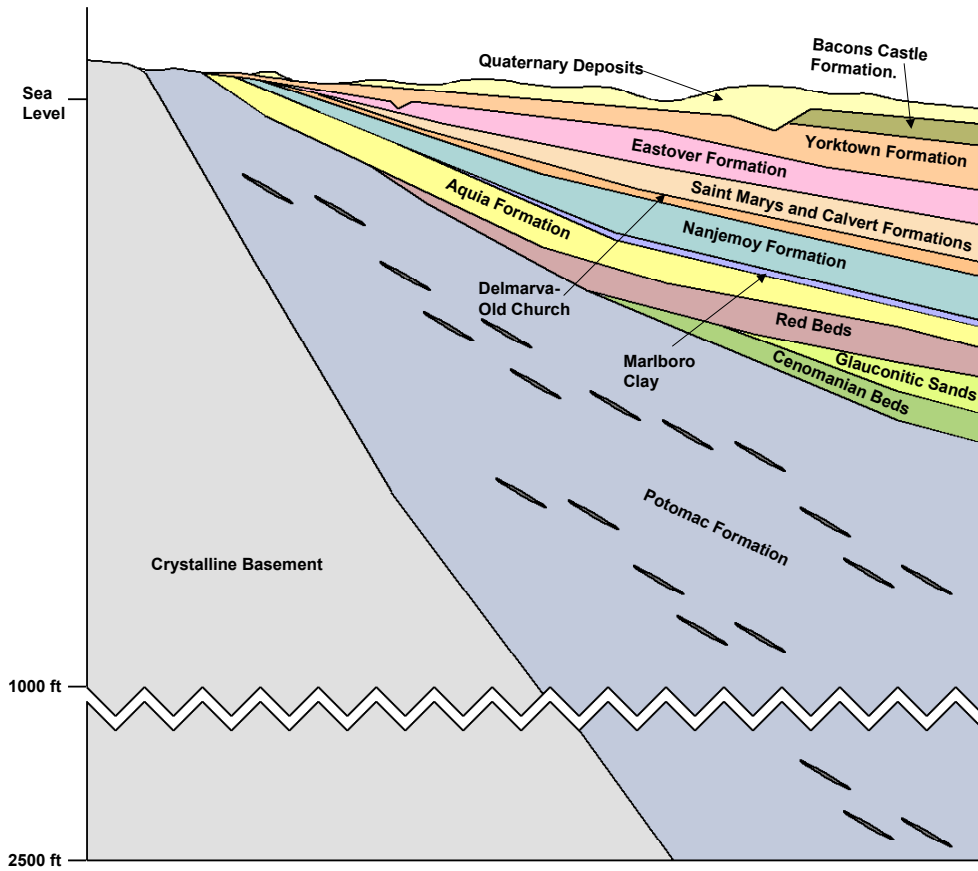 Bacons Castle
Formation.
Quaternary Deposits
Sea
Level
Yorktown Formation
Eastover Formation
Saint Marys and Calvert Formations
Aquia Formation
Nanjemoy Formation
Delmarva-
Old Church
Red Beds
Marlboro
Clay
Glauconitic Sands
Cenomanian Beds
Potomac Formation
Crystalline Basement
1000 ft
2500 ft